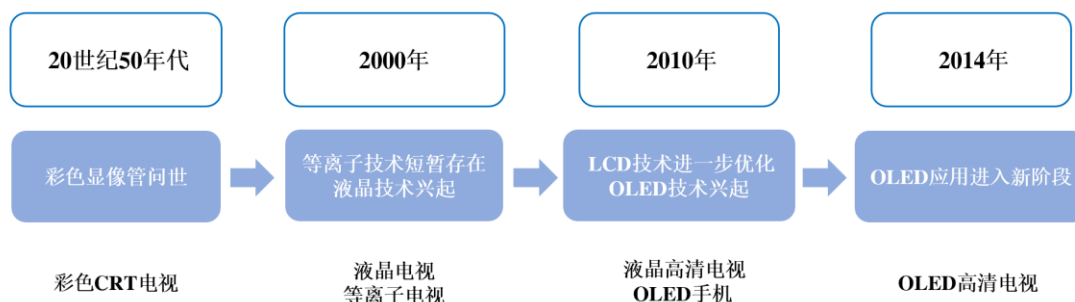 20世纪50年代
2000年
2010年
2014年
彩色显像管问世
等离子技术短暂存在
液晶技术兴起
LCD技术进一步优化
OLED技术兴起
OLED应用进入新阶段
彩色CRT电视
液晶电视
等离子电视
液晶高清电视
OLED手机
OLED高清电视